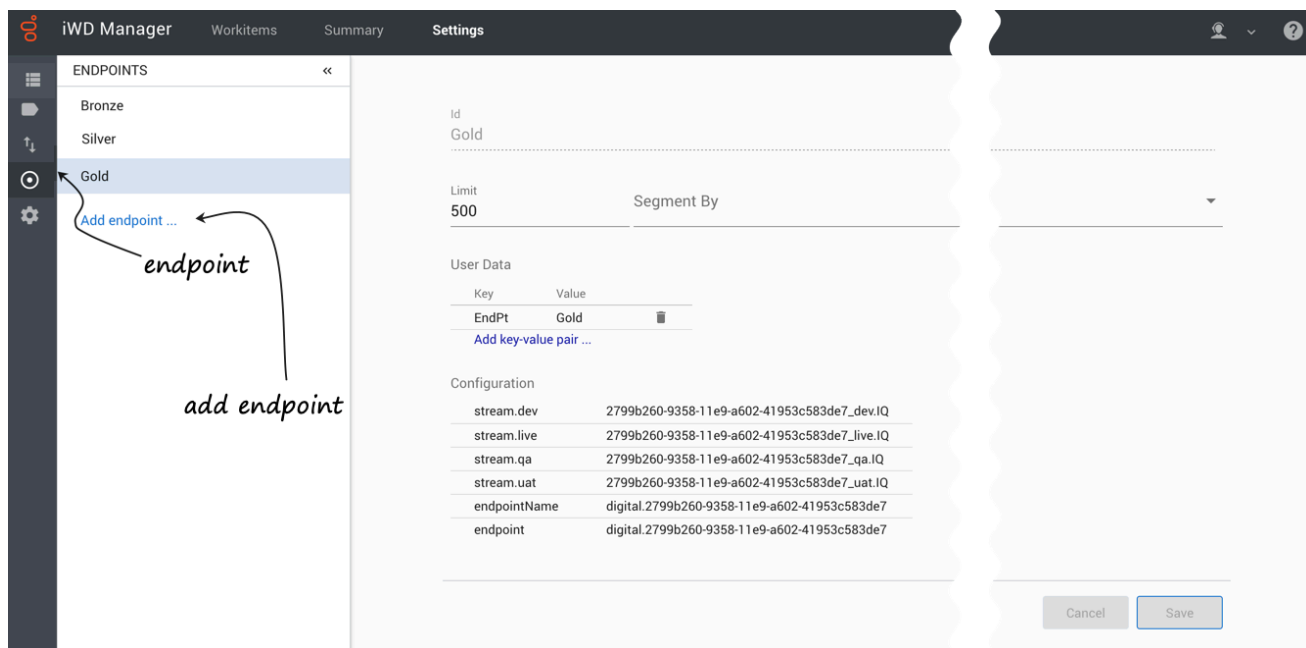 iWD Manager Workitems Summary Settings
ENDPOINTS «
Bronze
Silver
Gold
Add endpoint ...
endpoint
add endpoint
Id
Gold
Limit
500
Segment By
User Data
Key Value
EndPt Gold
Add key-value pair ...
Configuration
stream.dev 2799b260-9358-11e9-a602-41953c583de7_dev.IQ
stream.live 2799b260-9358-11e9-a602-41953c583de7_live.IQ
stream.qa 2799b260-9358-11e9-a602-41953c583de7_qa.IQ
stream.uat 2799b260-9358-11e9-a602-41953c583de7_uat.IQ
endpointName digital.2799b260-9358-11e9-a602-41953c583de7
endpoint digital.2799b260-9358-11e9-a602-41953c583de7
Cancel Save